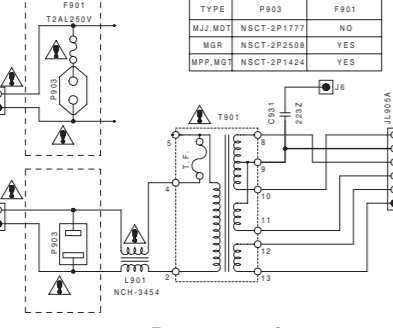 F901
T2AL250V
P903
TYPE P903 F901
MJJ,MDT NSCT-2P1777 NO
MGR NSCT-2P2508 YES
MPP,MGT NSCT-2P1424 YES
J6
C931
223Z
JL905A
T901
T.F.
5
4
2
8
9
10
11
12
13
P903
L901
NCH-3454